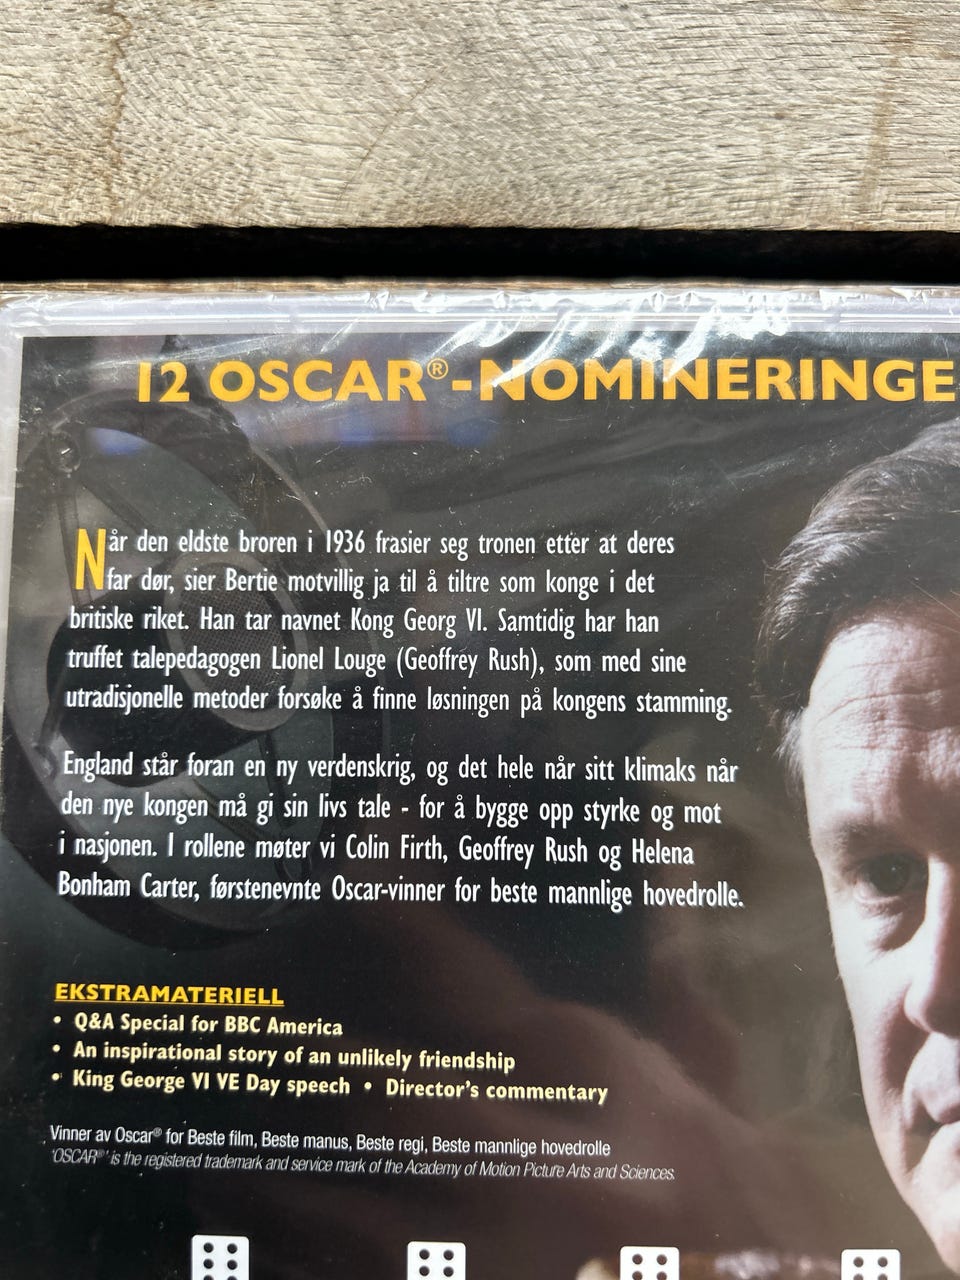 12 OSCAR®-NOMINERINGE
Når den eldste broren i 1936 frasier seg tronen etter at deres
far dør, sier Bertie motvillig ja til å tiltre som konge i det
britiske riket. Han tar navnet Kong Georg VI. Samtidig har han
truffet talepedagogen Lionel Louge (Geoffrey Rush), som med sine
utradisjonelle metoder forsøke å finne løsningen på kongens stamming.
England står foran en ny verdenskrig, og det hele når sitt klimaks når
den nye kongen må gi sin livs tale - for å bygge opp styrke og mot
i nasjonen. I rollene møter vi Colin Firth, Geoffrey Rush og Helena
Bonham Carter, førstenevnte Oscar-vinner for beste mannlige hovedrolle.
EKSTRAMATERIELL
• Q&A Special for BBC America
• An inspirational story of an unlikely friendship
• King George VI VE Day speech • Director's commentary
Vinner av Oscar® for Beste film, Beste manus, Beste regi, Beste mannlige hovedrolle
'OSCAR®' is the registered trademark and service mark of the Academy of Motion Picture Arts and Sciences.